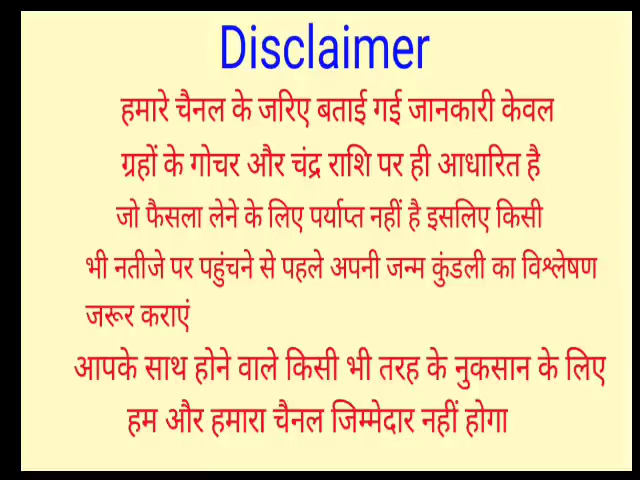 Disclaimer
हमारे चैनल के जरिए बताई गई जानकारी केवल
ग्रहों के गोचर और चंद्र राशि पर ही आधारित है
जो फैसला लेने के लिए पर्याप्त नहीं है इसलिए किसी
भी नतीजे पर पहुंचने से पहले अपनी जन्म कुंडली का विश्लेषण
जरूर कराएं
आपके साथ होने वाले किसी भी तरह के नुकसान के लिए
हम और हमारा चैनल जिम्मेदार नहीं होगा